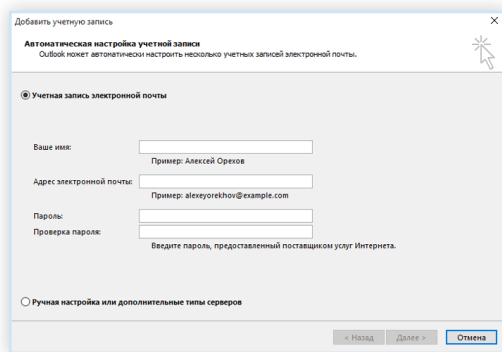 Добавить учетную запись
Автоматическая настройка учетной записи
Outlook может автоматически настроить несколько учетных записей электронной почты.
Учетная запись электронной почты
Ваше имя:
Пример: Алексей Орехов
Адрес электронной почты:
Пример: alexeyorekhov@example.com
Пароль:
Проверка пароля:
Введите пароль, предоставленный поставщиком услуг Интернета.
Ручная настройка или дополнительные типы серверов
< Назад Далее > Отмена